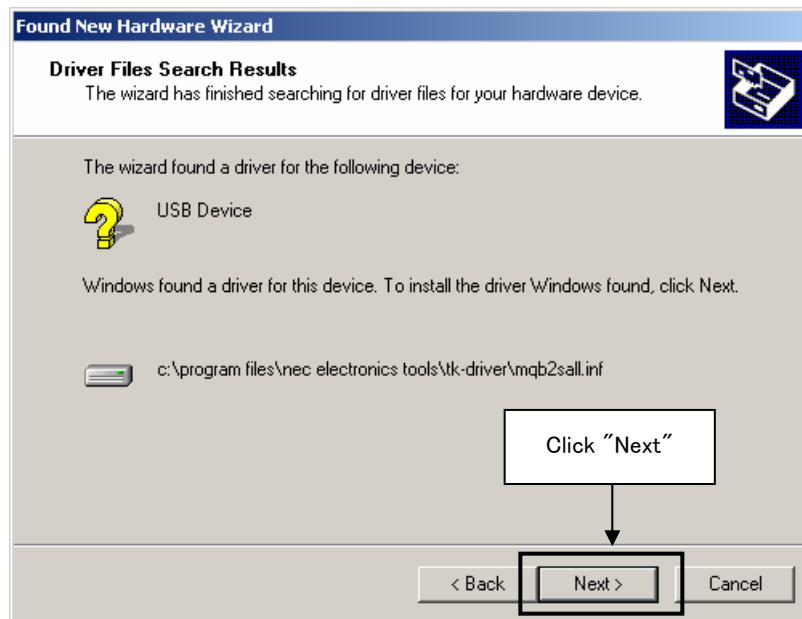 Found New Hardware Wizard
Driver Files Search Results
The wizard has finished searching for driver files for your hardware device.
The wizard found a driver for the following device:
USB Device
Windows found a driver for this device. To install the driver Windows found, click Next.
c:\program files\nec electronics tools\tk-driver\mqb2sall.inf
Click "Next"
< Back
Next >
Cancel